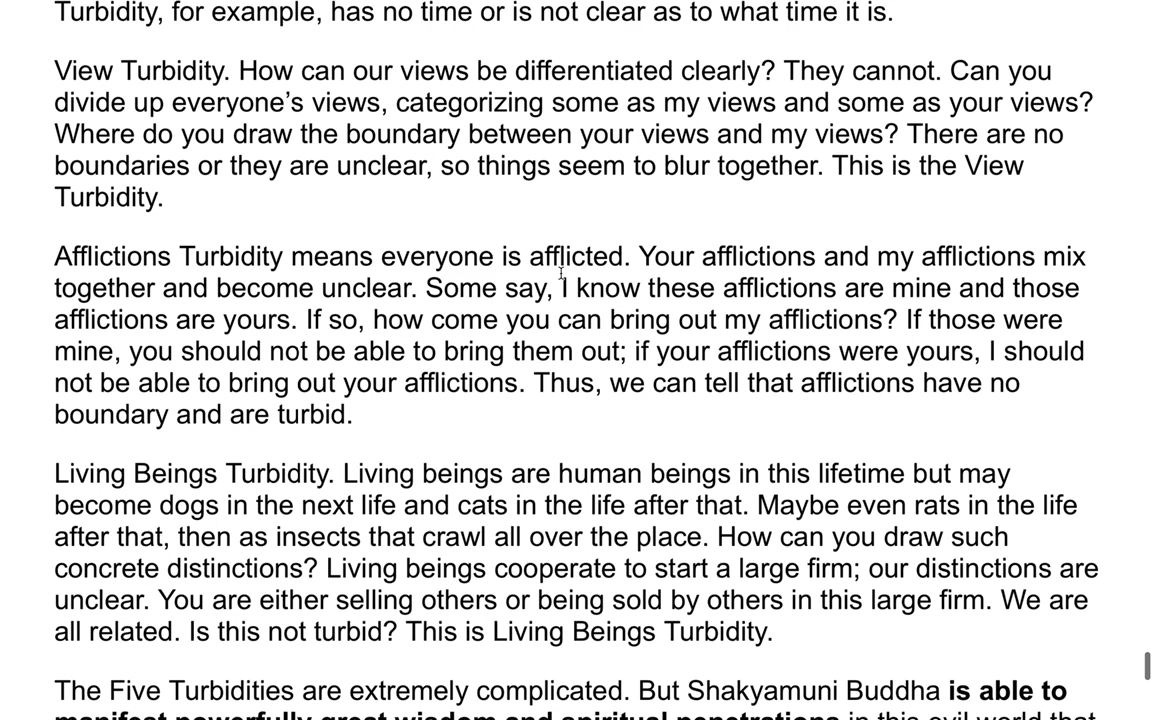 Turbidity, for example, has no time or is not clear as to what time it is.
View Turbidity. How can our views be differentiated clearly? They cannot. Can you
divide up everyone’s views, categorizing some as my views and some as your views?
Where do you draw the boundary between your views and my views? There are no
boundaries or they are unclear, so things seem to blur together. This is the View
Turbidity.
Afflictions Turbidity means everyone is afflicted. Your afflictions and my afflictions mix
together and become unclear. Some say, I know these afflictions are mine and those
afflictions are yours. If so, how come you can bring out my afflictions? If those were
mine, you should not be able to bring them out; if your afflictions were yours, I should
not be able to bring out your afflictions. Thus, we can tell that afflictions have no
boundary and are turbid.
Living Beings Turbidity. Living beings are human beings in this lifetime but may
become dogs in the next life and cats in the life after that. Maybe even rats in the life
after that, then as insects that crawl all over the place. How can you draw such
concrete distinctions? Living beings cooperate to start a large firm; our distinctions are
unclear. You are either selling others or being sold by others in this large firm. We are
all related. Is this not turbid? This is Living Beings Turbidity.
The Five Turbidities are extremely complicated. But Shakyamuni Buddha is able to
manifest powerfully great wisdom and spiritual penetrations in this evil world that